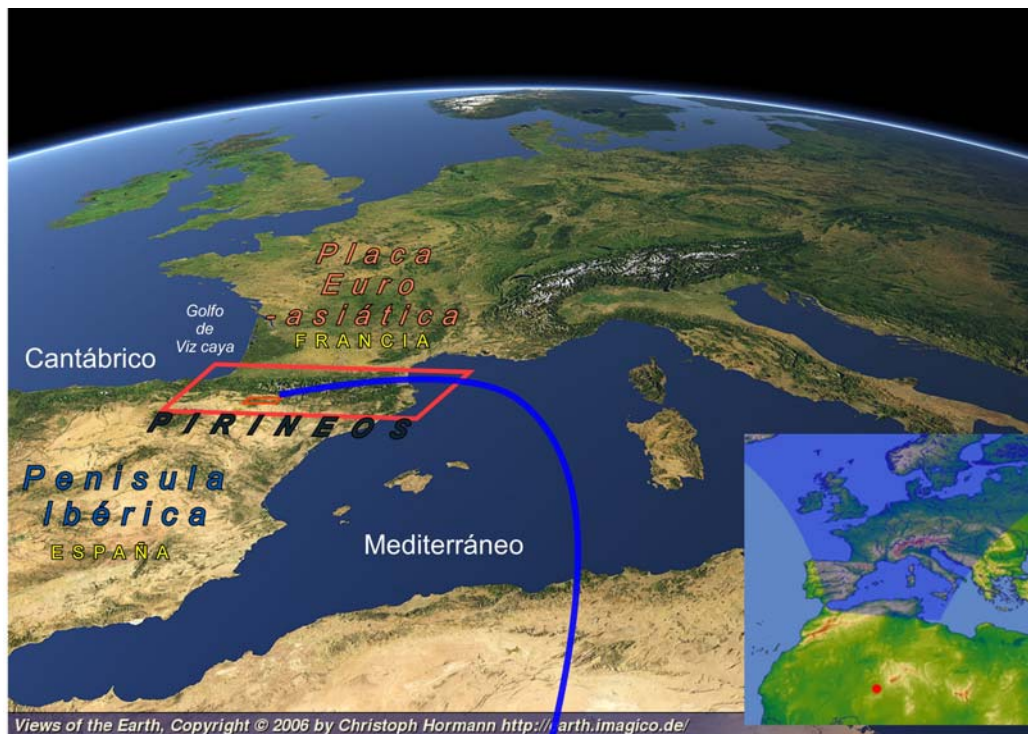 Placa
Euro
-asiática
FRANCIA
Golfo
de
Viz caya
Cantábrico
PIRINEOS
Penisula
Ibérica
ESPAÑA
Mediterráneo
Views of the Earth, Copyright © 2006 by Christoph Hormann http://earth.imagico.de/